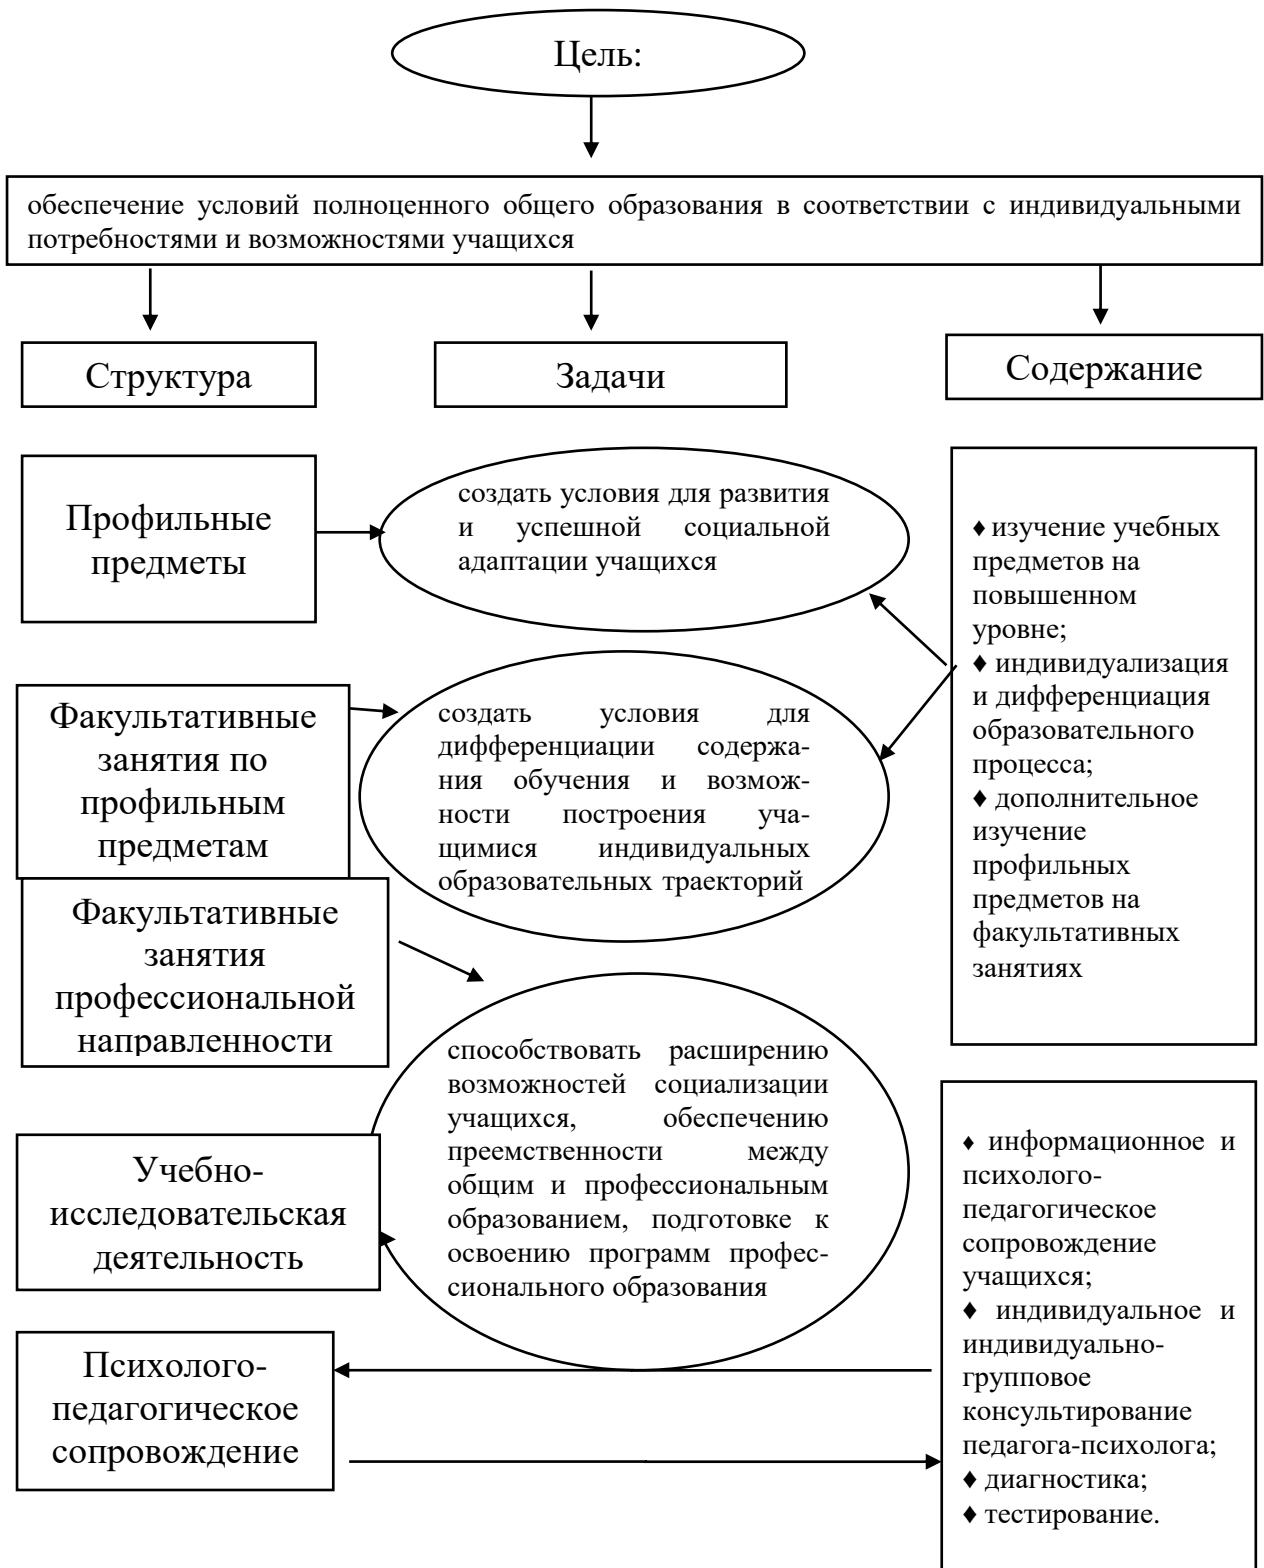 Цель:
обеспечение условий полноценного общего образования в соответствии с индивидуальными
потребностями и возможностями учащихся
Структура
Задачи
Содержание
Профильные
предметы
создать условия для развития
и успешной социальной
адаптации учащихся
♦ изучение учебных
предметов на
повышенном
уровне;
♦ индивидуализация
и дифференциация
образовательного
процесса;
♦ дополнительное
изучение
профильных
предметов на
факультативных
занятиях
Факультативные
занятия по
профильным
предметам
создать условия для
дифференциации содержа-
ния обучения и возмож-
ности построения уча-
щимися индивидуальных
образовательных траекторий
Факультативные
занятия
профессиональной
направленности
способствовать расширению
возможностей социализации
учащихся, обеспечению
преемственности между
общим и профессиональным
образованием, подготовке к
освоению программ профес-
сионального образования
Учебно-
исследовательская
деятельность
♦ информационное и
психолого-
педагогическое
сопровождение
учащихся;
♦ индивидуальное и
индивидуально-
групповое
консультирование
педагога-психолога;
♦ диагностика;
♦ тестирование.
Психолого-
педагогическое
сопровождение